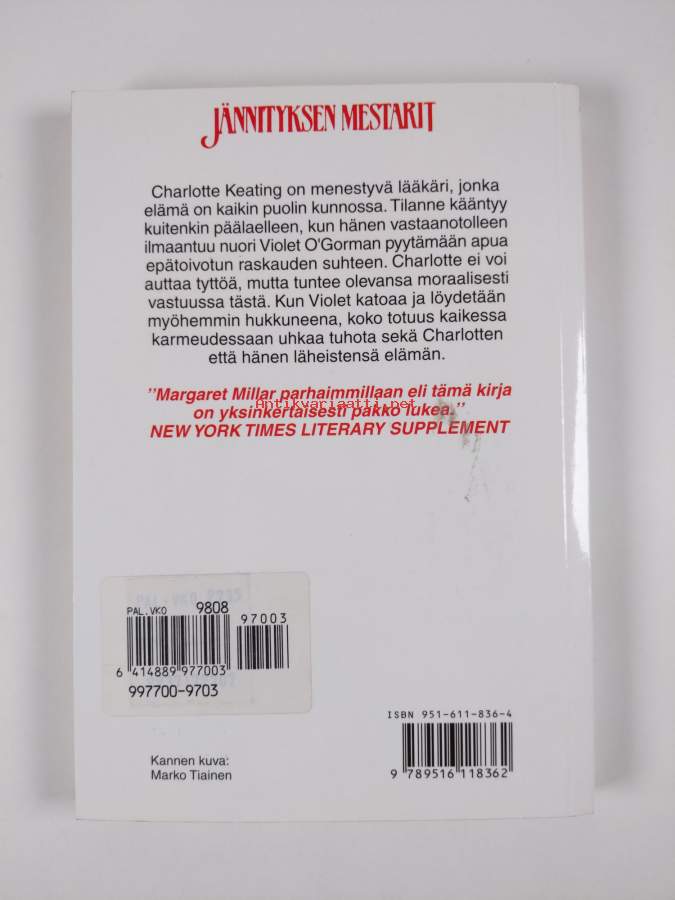 JÄNNITYKSEN MESTARIT
Charlotte Keating on menestyvä lääkäri, jonka
elämä on kaikin puolin kunnossa. Tilanne kääntyy
kuitenkin päälaelleen, kun hänen vastaanotolleen
ilmaantuu nuori Violet O'Gorman pyytämään apua
epätoivotun raskauden suhteen. Charlotte ei voi
auttaa tyttöä, mutta tuntee olevansa moraalisesti
vastuussa tästä. Kun Violet katoaa ja löydetään
myöhemmin hukkuneena, koko totuus kaikessa
karmeudessaan uhkaa tuhota sekä Charlotten
että hänen läheistensä elämän.
"Margaret Millar parhaimmillaan eli tämä kirja
Antikvariaatti.net
on yksinkertaisesti pakko lukea."
NEW YORK TIMES LITERARY SUPPLEMENT
PAL.VKO 9808
97003
6 414889 977003
997700-9703
ISBN 951-611-836-4
9 789516 118362
Kannen kuva:
Marko Tiainen